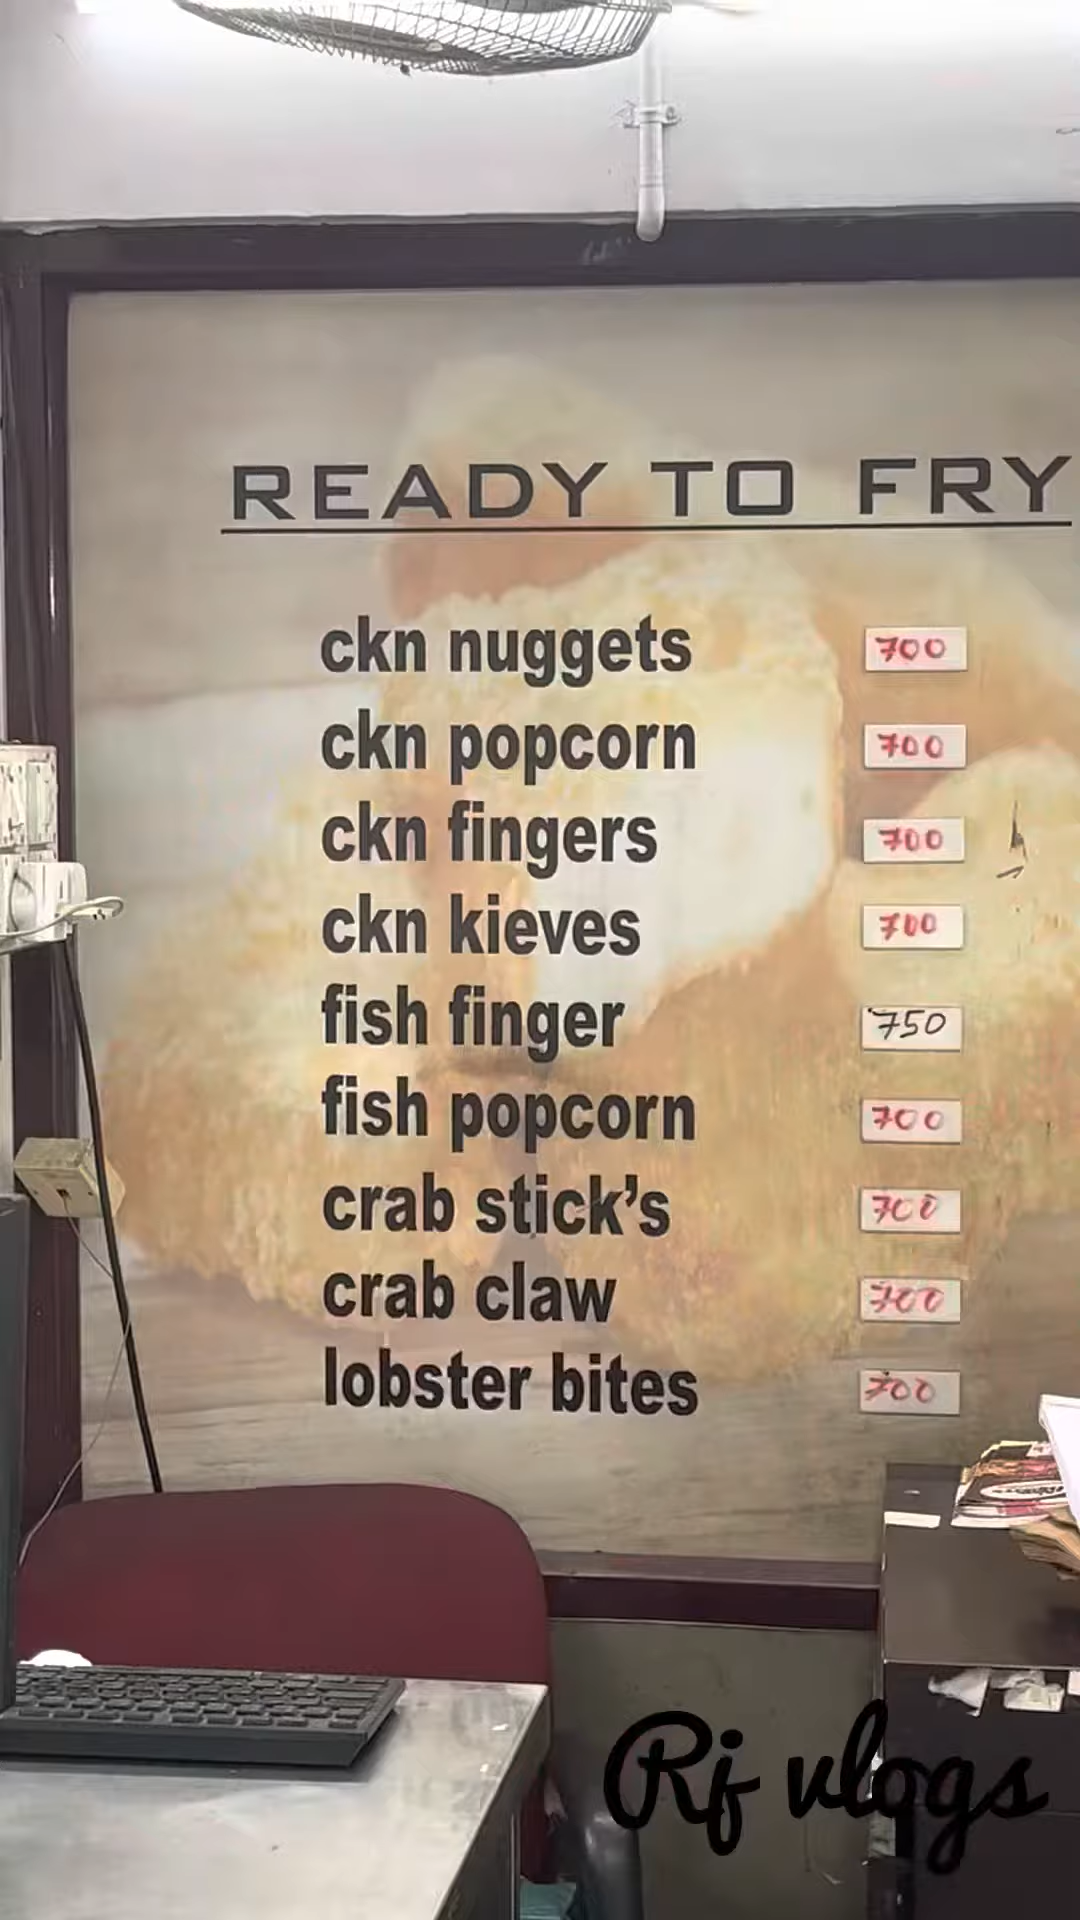 READY TO FRY
ckn nuggets 700
ckn popcorn 700
ckn fingers 700
ckn kieves 700
fish finger 750
fish popcorn 700
crab stick's 700
crab claw 700
lobster bites 700
Rj vlogs